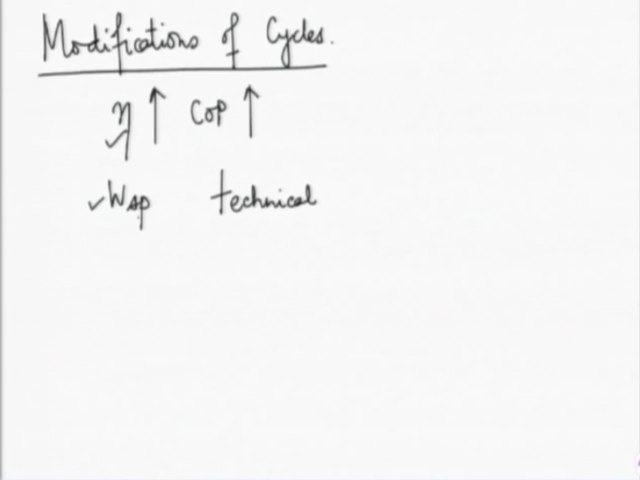 Modifications of Cycles.
η ↑ COP ↑
✓ Wsp technical